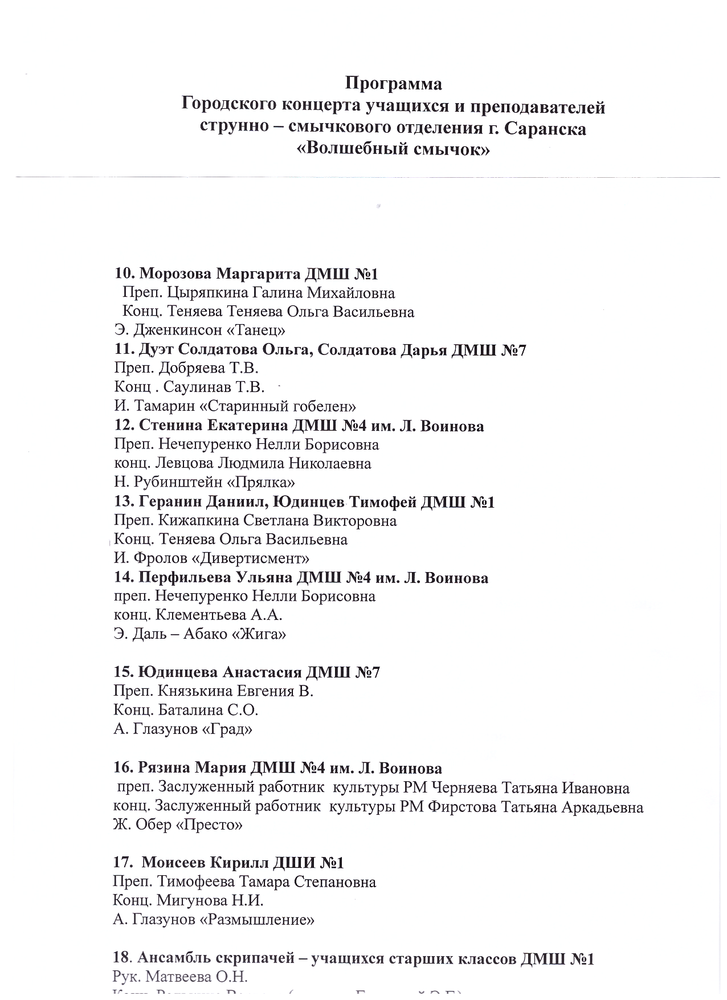 Программа
Городского концерта учащихся и преподавателей
струнно – смычкового отделения г. Саранска
«Волшебный смычок»
10. Морозова Маргарита ДМШ №1
Преп. Цыряпкина Галина Михайловна
Конц. Теняева Теняева Ольга Васильевна
Э. Дженкинсон «Танец»
11. Дуэт Солдатова Ольга, Солдатова Дарья ДМШ №7
Преп. Добряева Т.В.
Конц . Саулинав Т.В.
И. Тамарин «Старинный гобелен»
12. Стенина Екатерина ДМШ №4 им. Л. Воинова
Преп. Нечепуренко Нелли Борисовна
конц. Левцова Людмила Николаевна
Н. Рубинштейн «Прялка»
13. Геранин Даниил, Юдинцев Тимофей ДМШ №1
Преп. Кижапкина Светлана Викторовна
Конц. Теняева Ольга Васильевна
И. Фролов «Дивертисмент»
14. Перфильева Ульяна ДМШ №4 им. Л. Воинова
преп. Нечепуренко Нелли Борисовна
конц. Клементьева А.А.
Э. Даль – Абако «Жига»
15. Юдинцева Анастасия ДМШ №7
Преп. Князькина Евгения В.
Конц. Баталина С.О.
А. Глазунов «Град»
16. Рязина Мария ДМШ №4 им. Л. Воинова
преп. Заслуженный работник культуры РМ Черняева Татьяна Ивановна
конц. Заслуженный работник культуры РМ Фирстова Татьяна Аркадьевна
Ж. Обер «Престо»
17. Моисеев Кирилл ДШИ №1
Преп. Тимофеева Тамара Степановна
Конц. Мигунова Н.И.
А. Глазунов «Размышление»
18. Ансамбль скрипачей – учащихся старших классов ДМШ №1
Рук. Матвеева О.Н.